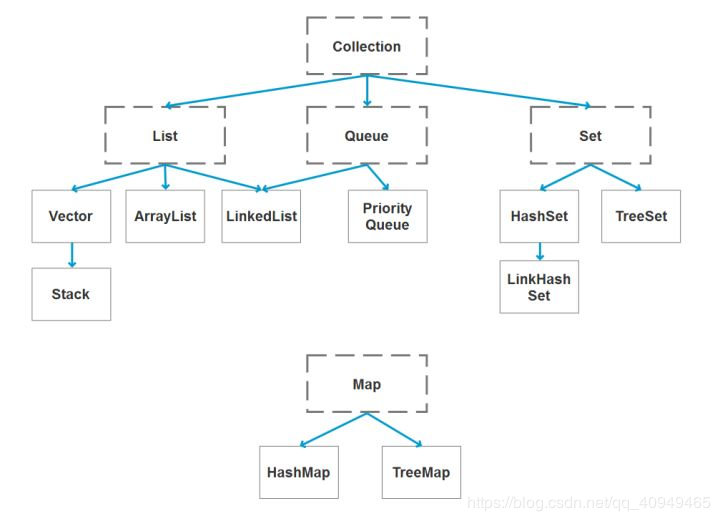 Collection
List
Queue
Set
Vector
ArrayList
LinkedList
Priority
Queue
HashSet
TreeSet
Stack
LinkHash
Set
Map
HashMap
TreeMap
https://blog.csdn.net/qq_40949465